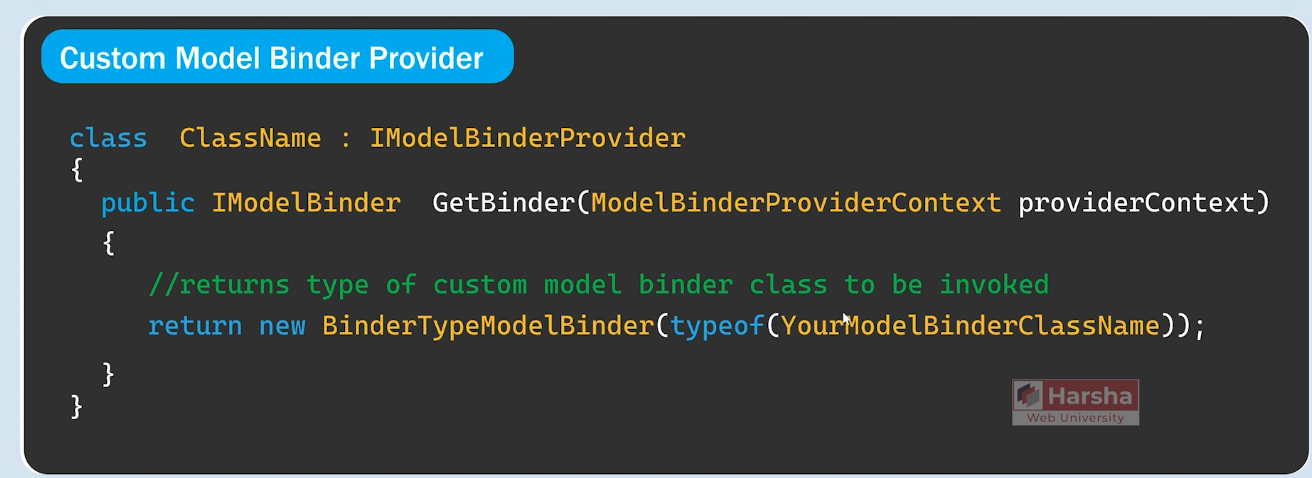 Custom Model Binder Provider
class ClassName : IModelBinderProvider
{
public IModelBinder GetBinder(ModelBinderProviderContext providerContext)
{
//returns type of custom model binder class to be invoked
return new BinderTypeModelBinder(typeof(YourModelBinderClassName));
}
}
Harsha
Web University